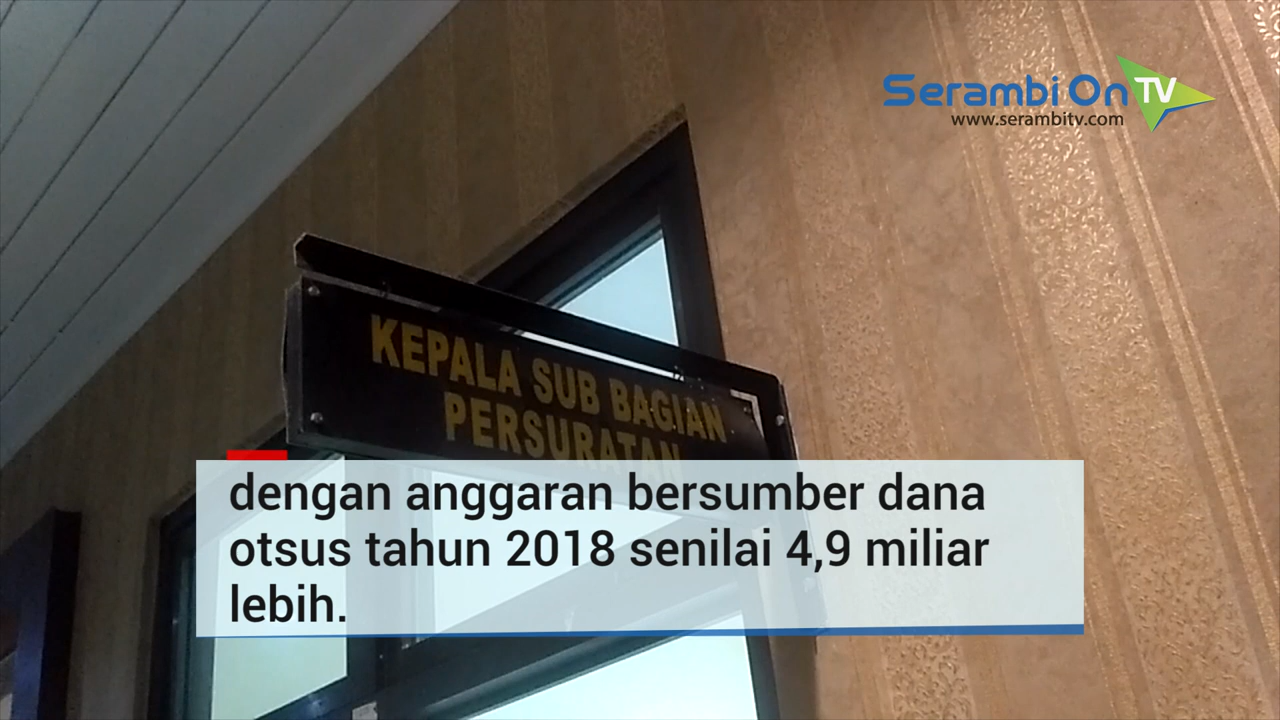 Serambi On TV
www.serambitv.com
KEPALA SUB BAGIAN
PERSURATAN
dengan anggaran bersumber dana
otsus tahun 2018 senilai 4,9 miliar
lebih.